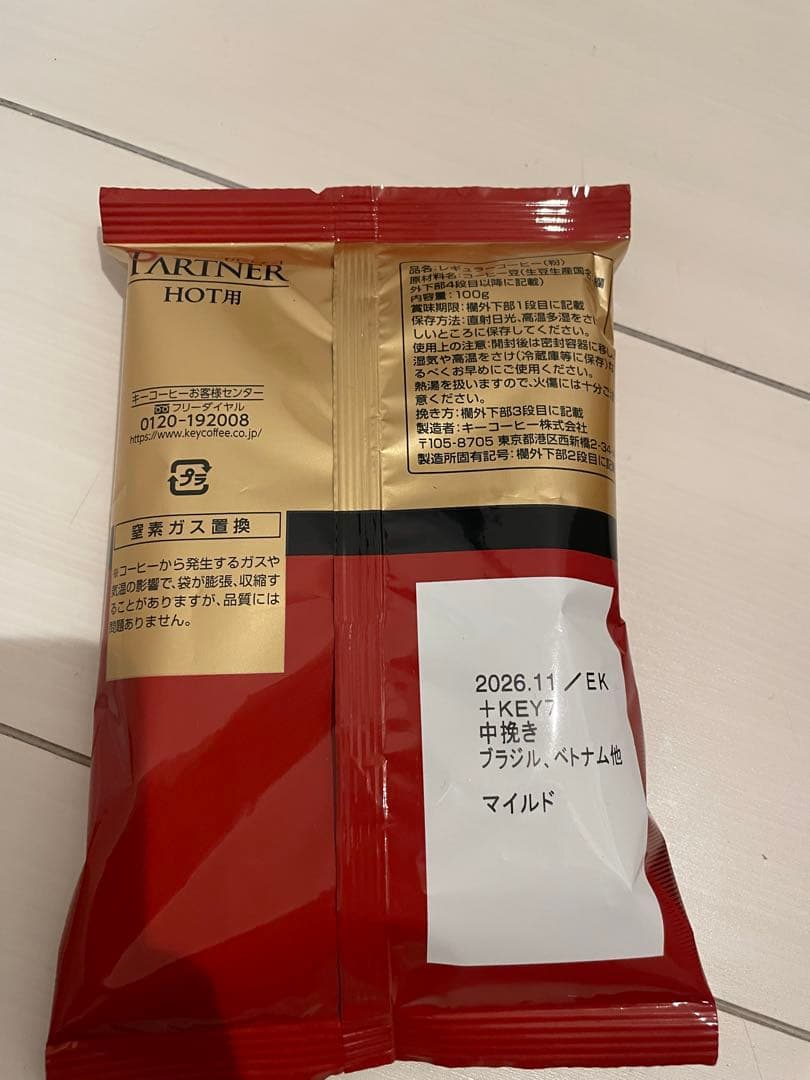 PARTNER
HOT用
キーコーヒーお客様センター
フリーダイヤル
0120-192008
https://www.keycoffee.co.jp/
プラ
窒素ガス置換
※コーヒーから発生するガスや
気温の影響で、袋が膨張、収縮す
ることがありますが、品質には
問題ありません。
品名:レギュラーコーヒー(粉)
原材料名:コーヒー豆(生豆生産国名
外下部4段目以降に記載)
内容量:100g
賞味期限:欄外下部1段目に記載
保存方法:直射日光、高温多湿をさけ
しいところに保存してください。
使用上の注意:開封後は密封容器に移し
湿気や高温をさけ(冷蔵庫等に保存)
るべくお早めにご使用ください。
熱湯を扱いますので、火傷には十分ご
意ください。
挽き方:欄外下部3段目に記載
製造者:キーコーヒー株式会社
〒105-8705 東京都港区西新橋2-34
製造所固有記号:欄外下部2段目に
2026.11/EK
+KEY7
中挽き
ブラジル、ベトナム他
マイルド